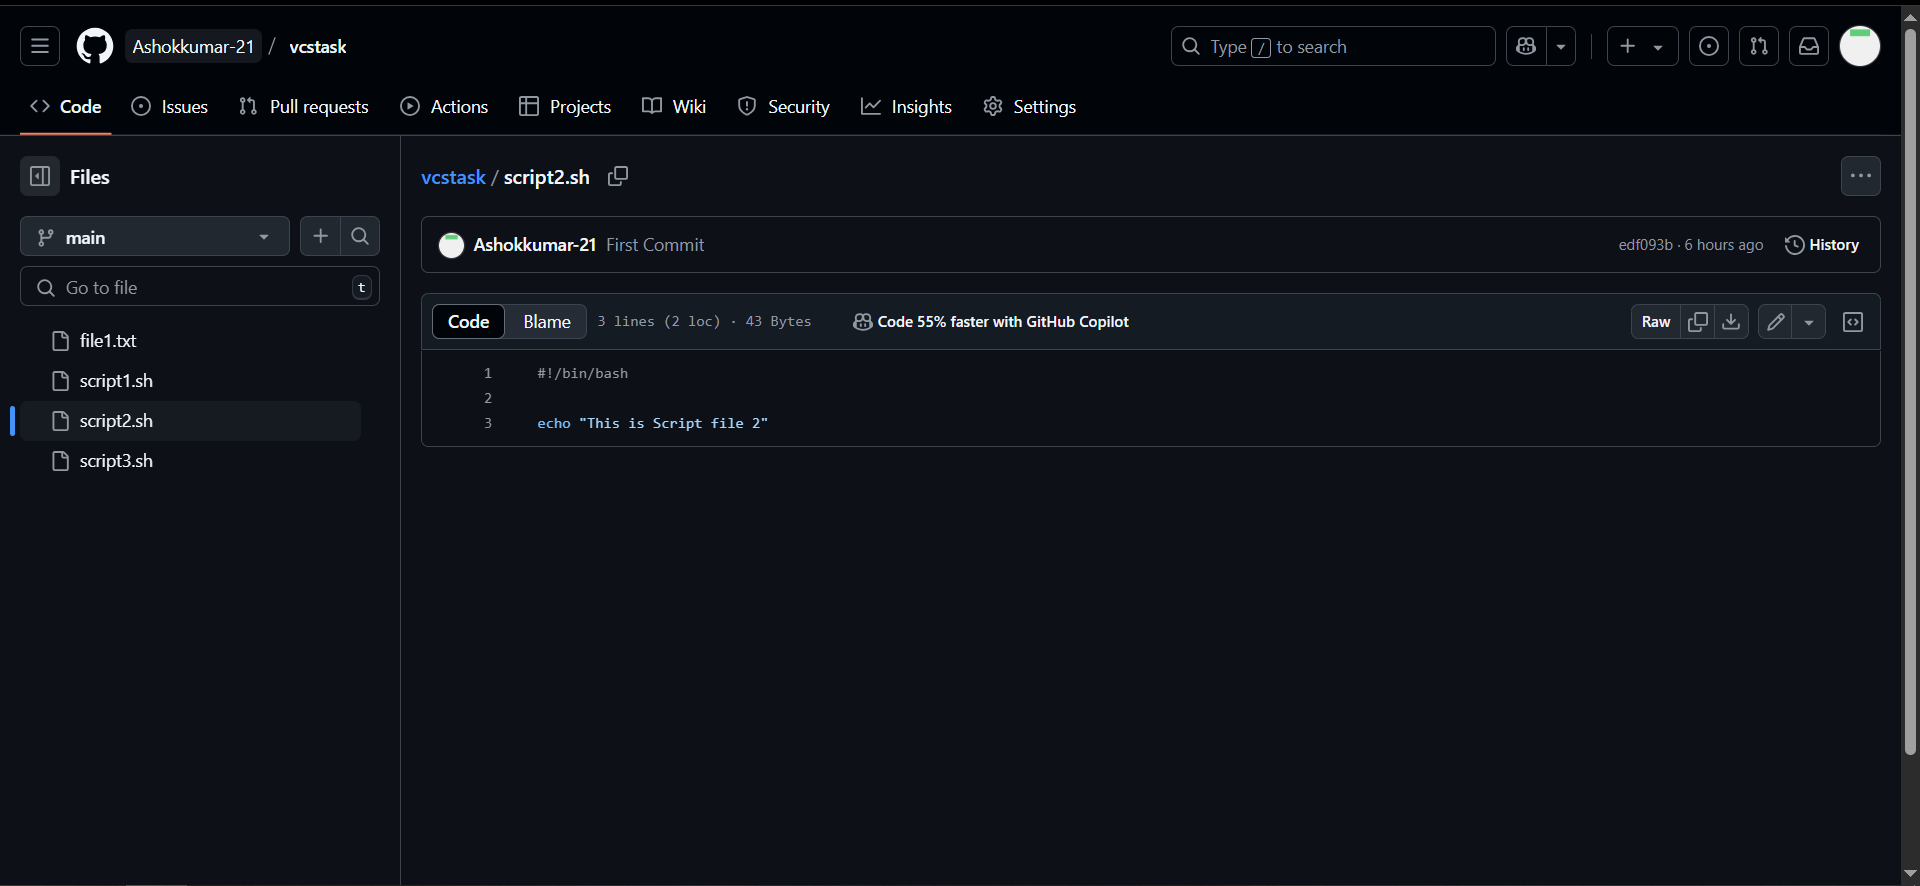 Ashokkumar-21 / vcstask
Type / to search
Code Issues Pull requests Actions Projects Wiki Security Insights Settings
Files
main
Go to file t
file1.txt
script1.sh
script2.sh
script3.sh
vcstask / script2.sh
Ashokkumar-21 First Commit edf093b · 6 hours ago History
Code Blame 3 lines (2 loc) · 43 Bytes Code 55% faster with GitHub Copilot Raw
1 #!/bin/bash
2
3 echo "This is Script file 2"